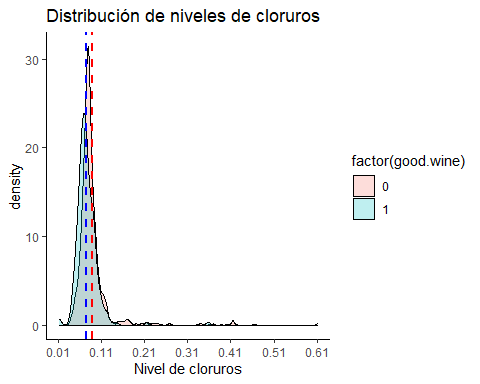 Distribución de niveles de cloruros
density
30
20
10
0
0.01 0.11 0.21 0.31 0.41 0.51 0.61
Nivel de cloruros
factor(good.wine)
0
1